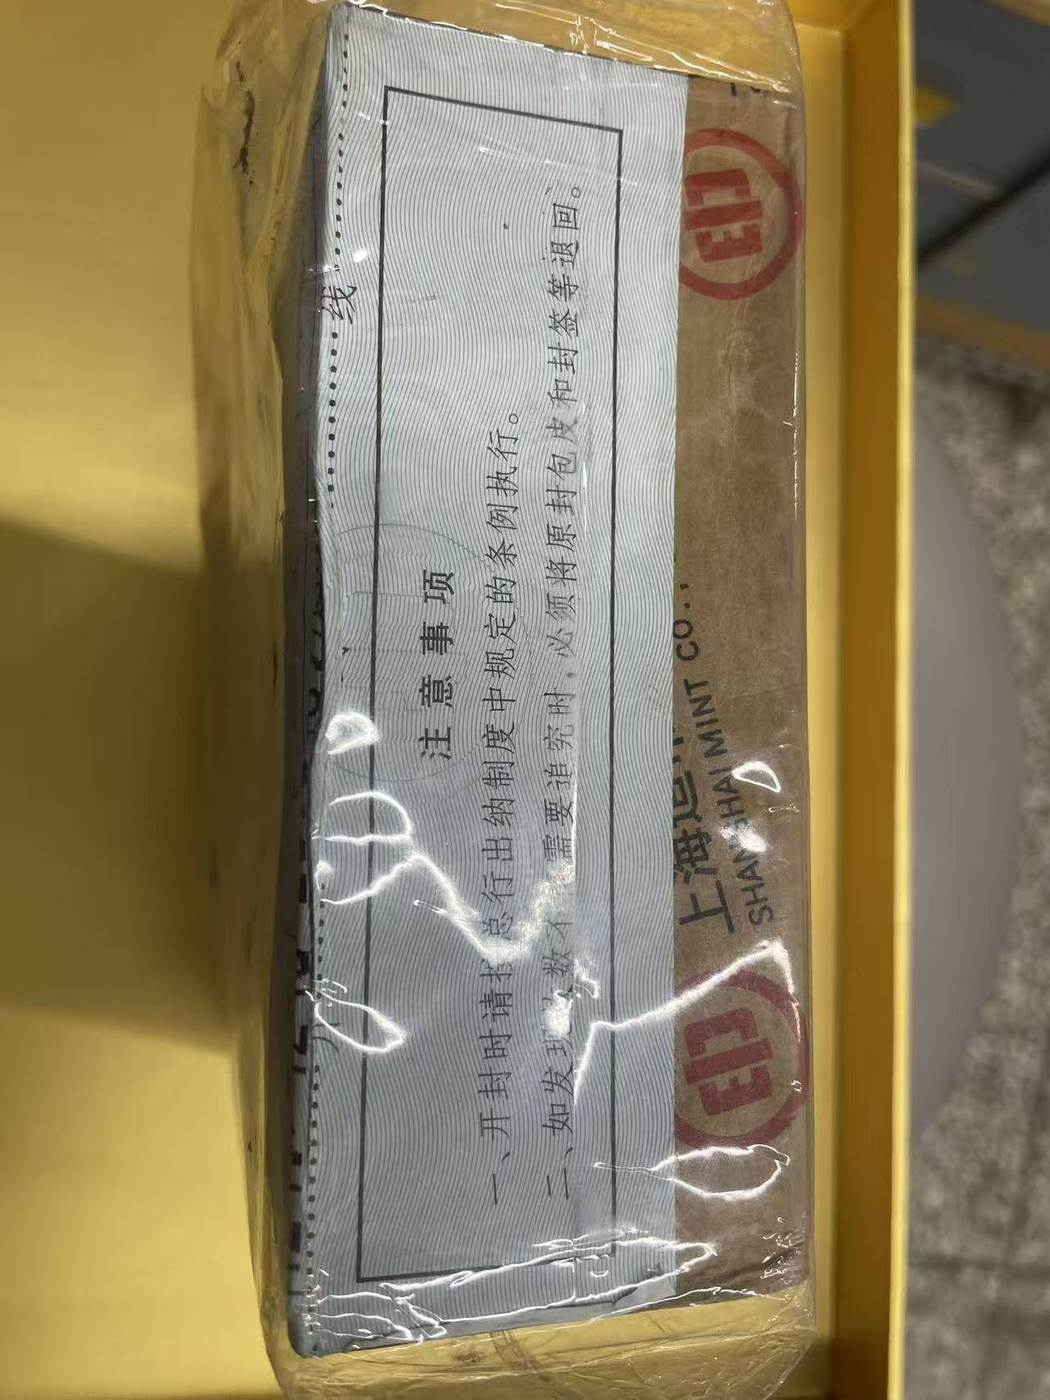 线
注意事项
一、开封时请按总行出纳制度中规定的条例执行。
二、如发现 数不 需要追究时,必须将原封包皮和封签等退回。
上海造
SHANGHAI MINT CO.,